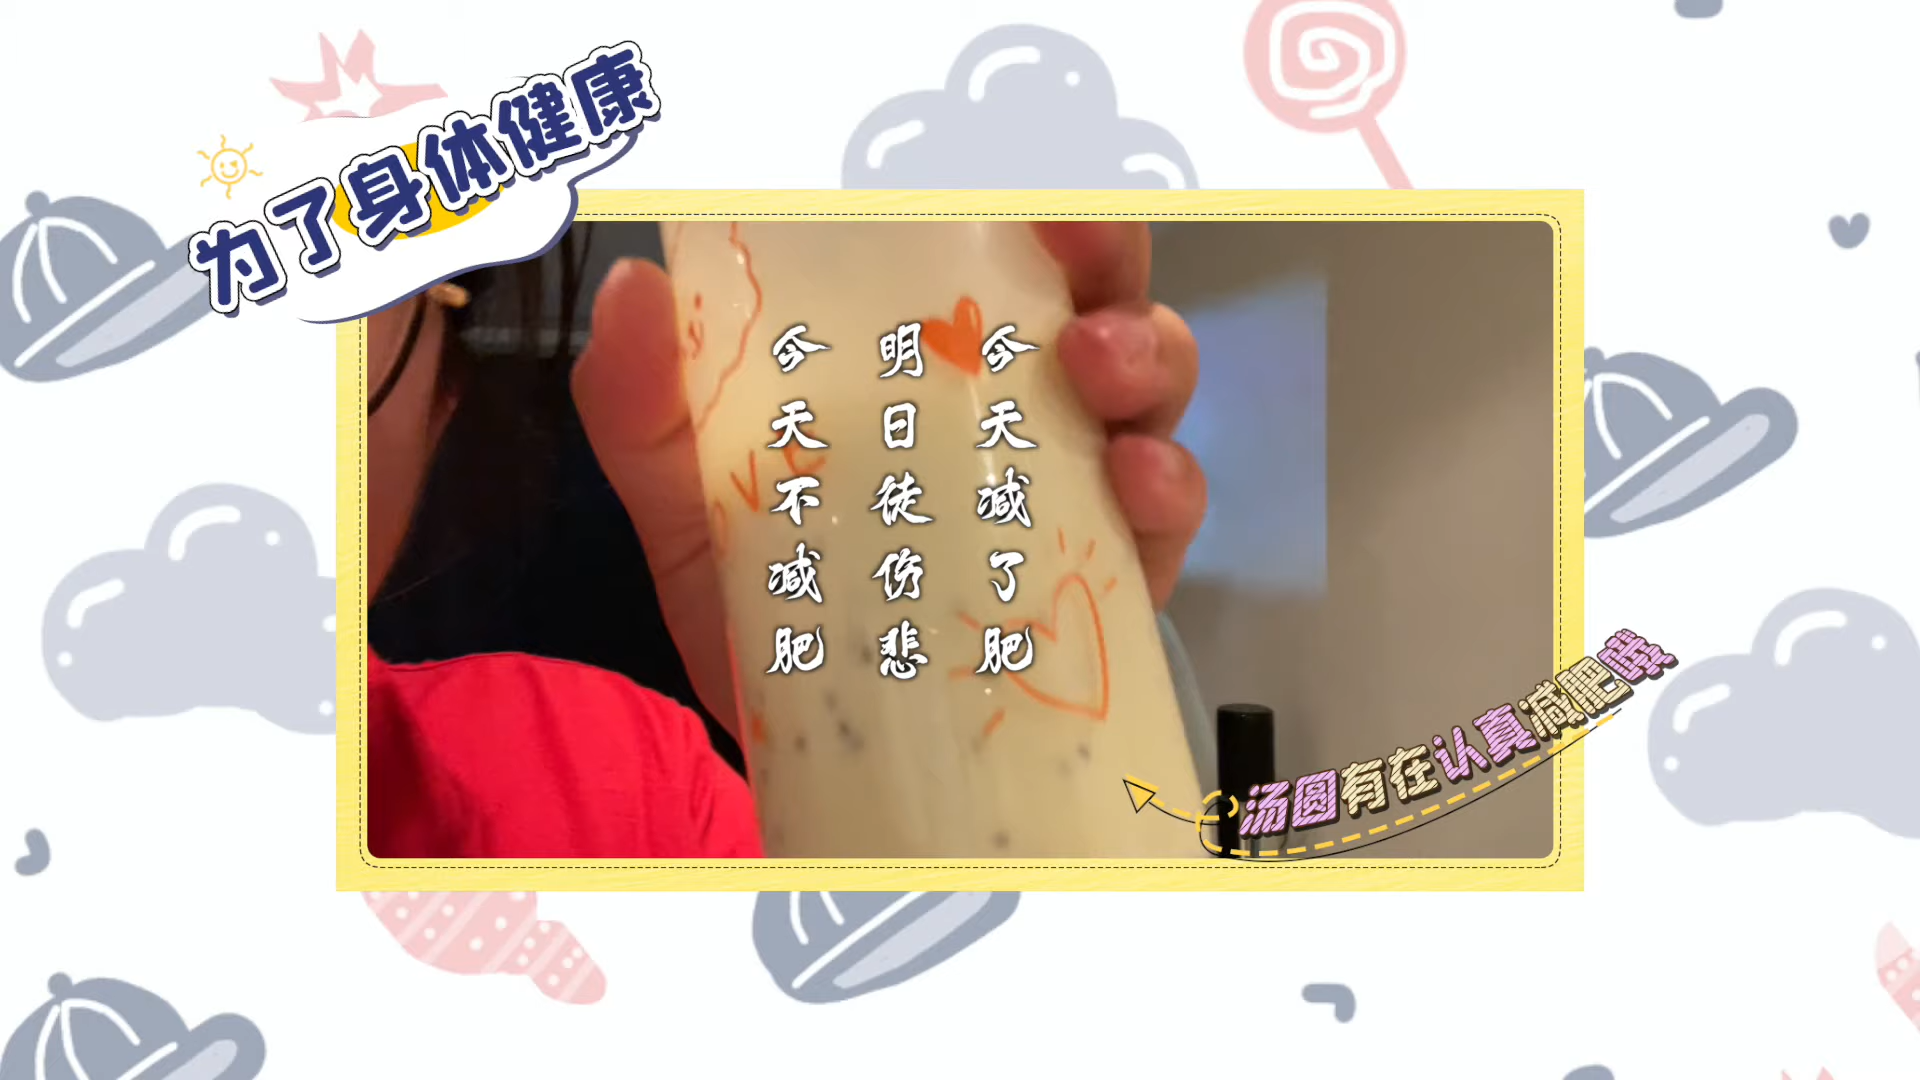 为了身体健康
今天不减肥
明日徒伤悲
今天减了肥
汤圆有在认真减肥